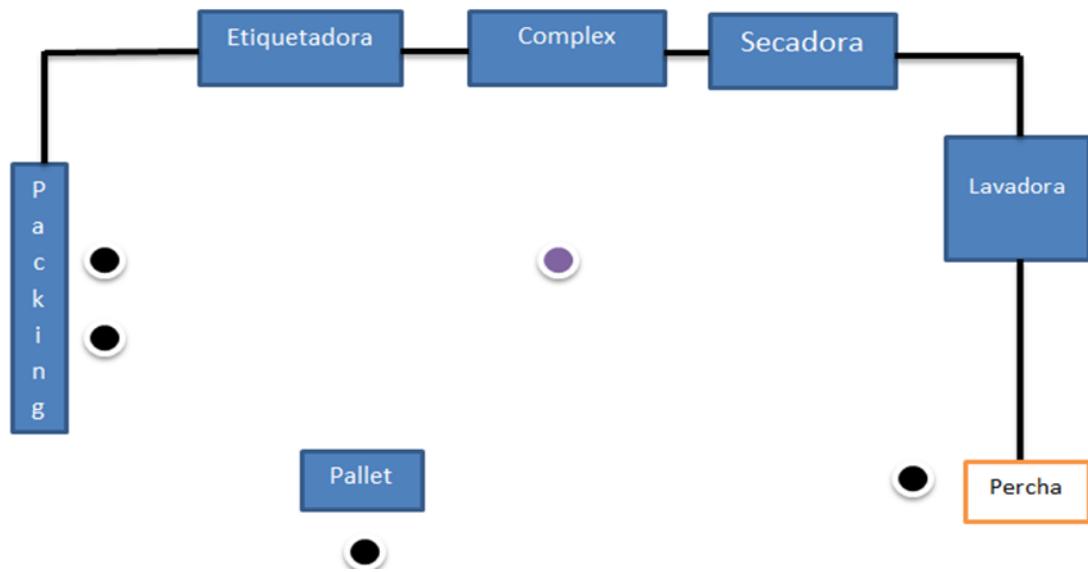 Etiquetadora
Complex
Secadora
Lavadora
Packing
Pallet
Percha